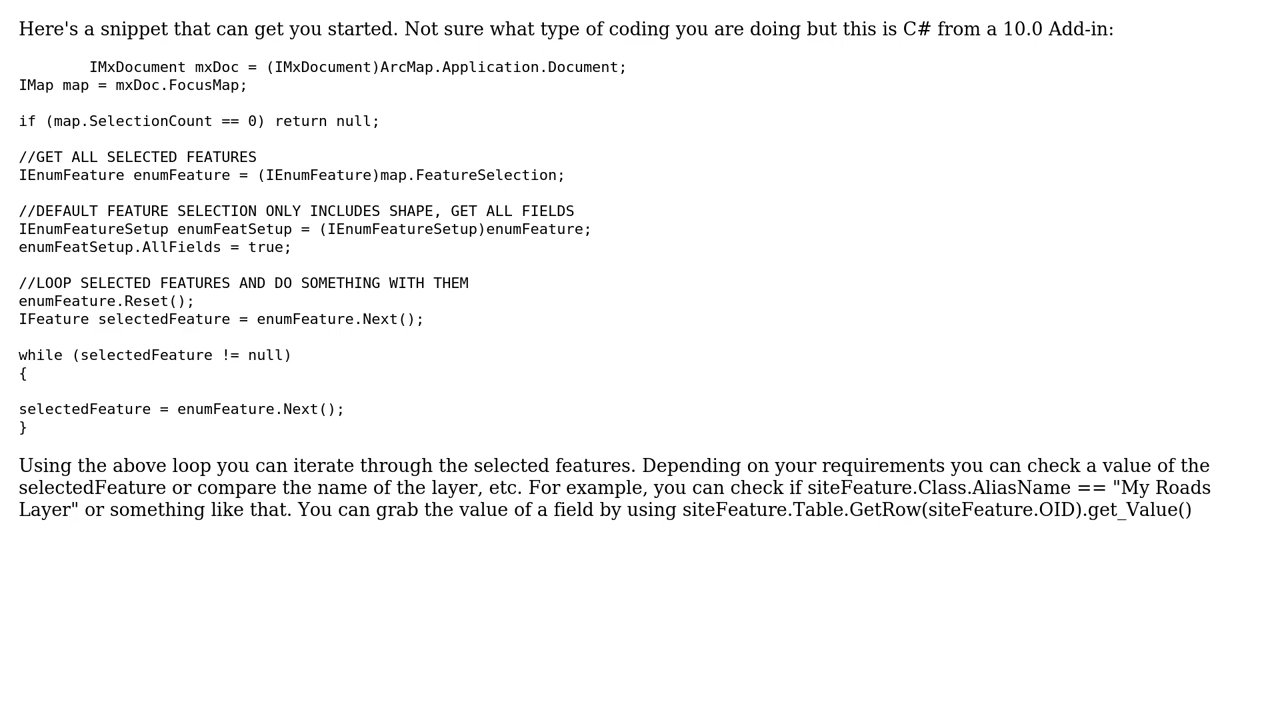 Here's a snippet that can get you started. Not sure what type of coding you are doing but this is C# from a 10.0 Add-in:
IMxDocument mxDoc = (IMxDocument)ArcMap.Application.Document;
IMap map = mxDoc.FocusMap;
if (map.SelectionCount == 0) return null;
//GET ALL SELECTED FEATURES
IEnumFeature enumFeature = (IEnumFeature)map.FeatureSelection;
//DEFAULT FEATURE SELECTION ONLY INCLUDES SHAPE, GET ALL FIELDS
IEnumFeatureSetup enumFeatSetup = (IEnumFeatureSetup)enumFeature;
enumFeatSetup.AllFields = true;
//LOOP SELECTED FEATURES AND DO SOMETHING WITH THEM
enumFeature.Reset();
IFeature selectedFeature = enumFeature.Next();
while (selectedFeature != null)
{
selectedFeature = enumFeature.Next();
}
Using the above loop you can iterate through the selected features. Depending on your requirements you can check a value of the
selectedFeature or compare the name of the layer, etc. For example, you can check if siteFeature.Class.AliasName == "My Roads
Layer" or something like that. You can grab the value of a field by using siteFeature.Table.GetRow(siteFeature.OID).get_Value()